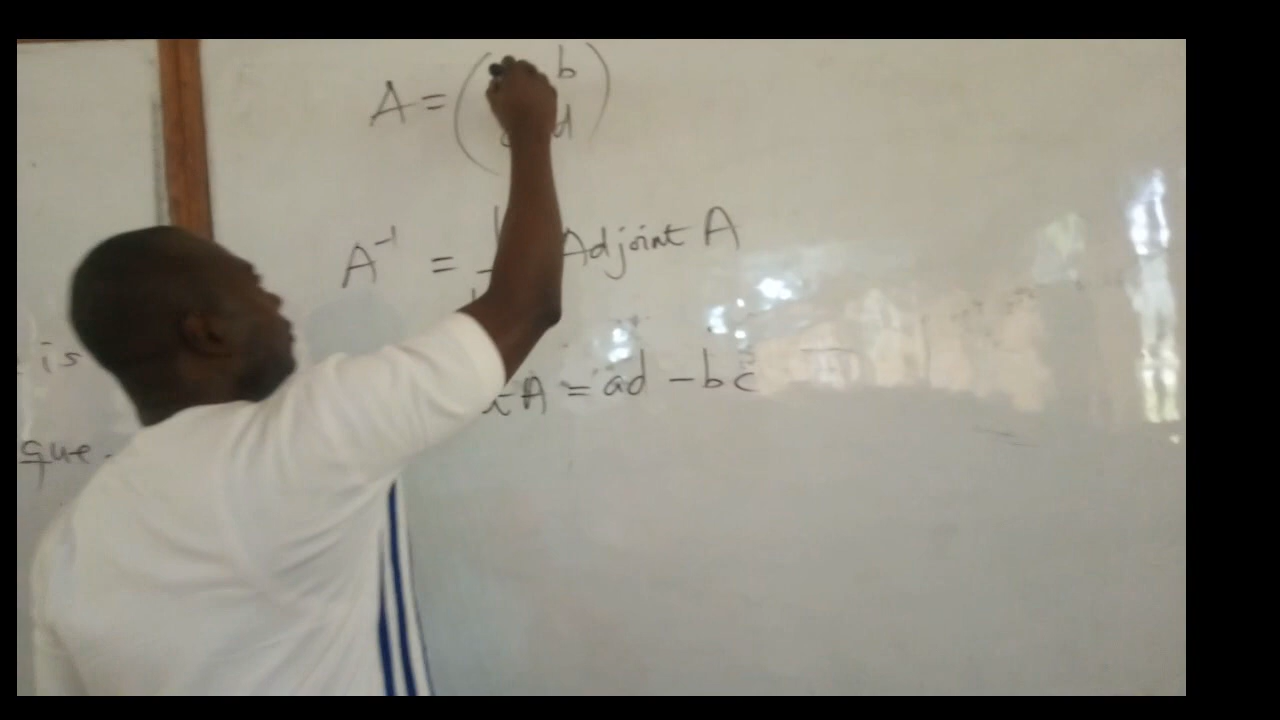 A = ( b
d )
is
A⁻¹ = Adjoint A
A = ad - bc
que.